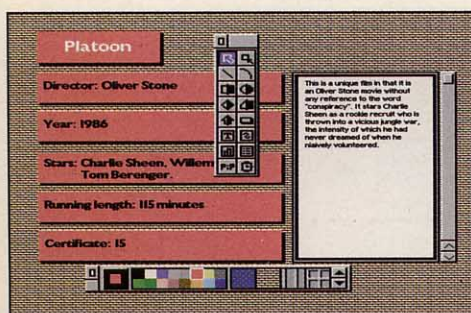 Platoon
Director: Oliver Stone
Year: 1986
Stars: Charlie Sheen, Willem
Tom Berenger.
Running length: 115 minutes
Certificate: 15
This is a unique film in that it is
an Oliver Stone movie without
any reference to the word
"conspiracy". It stars Charlie
Sheen as a rookie recruit who is
thrown into a vicious jungle war,
the intensity of which he had
never dreamed of when he
niaively volunteered.